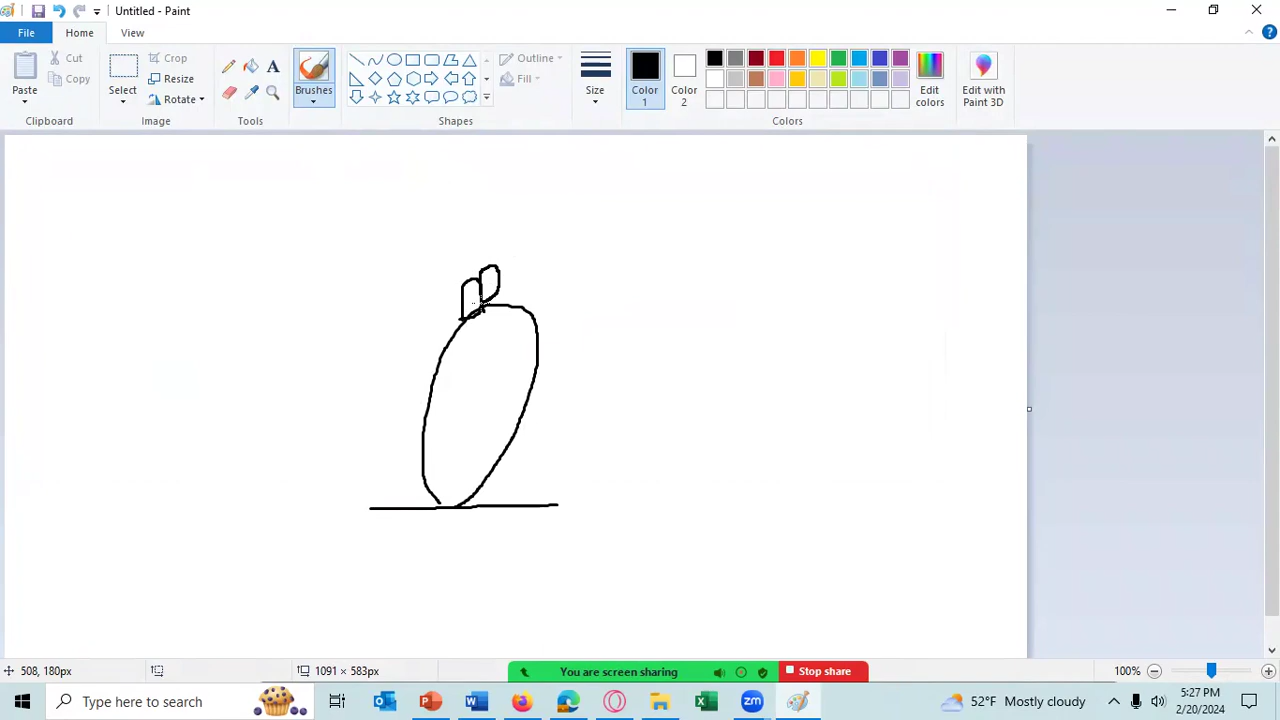 Untitled - Paint
File Home View
Paste
Cut
Copy
Clipboard
Select
Crop
Resize
Rotate
Image
A
Tools
Brushes
Outline
Fill
Shapes
Size
Color 1
Color 2
Edit colors
Colors
Edit with Paint 3D
508, 180px
1091 × 583px
You are screen sharing
Stop share
100%
Type here to search
52°F Mostly cloudy
5:27 PM
2/20/2024